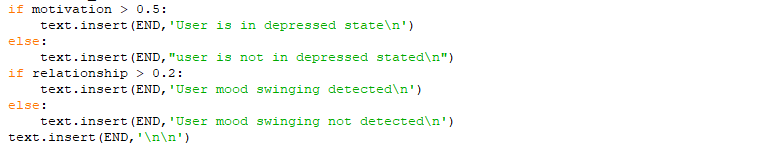 if motivation > 0.5:
    text.insert(END,'User is in depressed state\n')
else:
    text.insert(END,"user is not in depressed stated\n")
if relationship > 0.2:
    text.insert(END,'User mood swinging detected\n')
else:
    text.insert(END,'User mood swinging not detected\n')
text.insert(END,'\n\n')